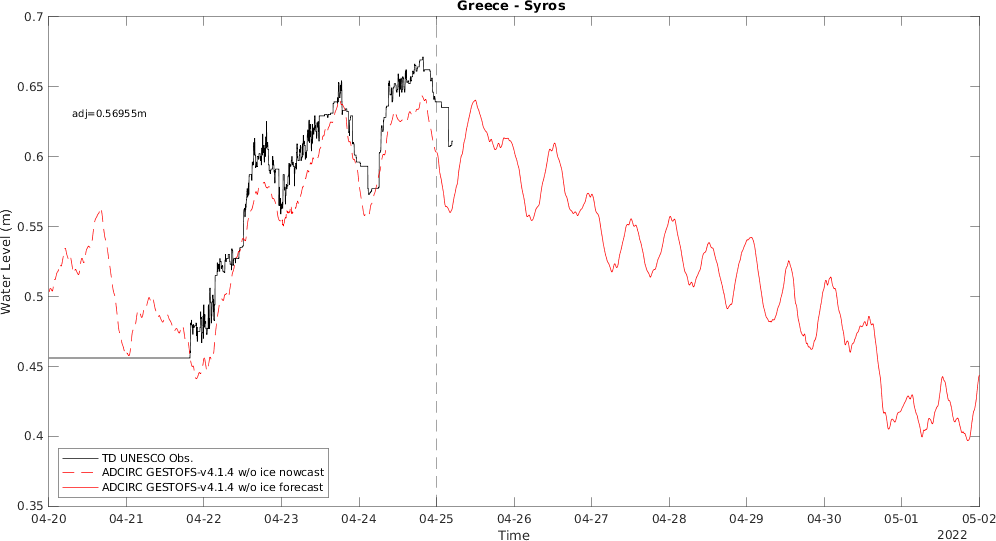 Greece - Syros
0.7
0.65
0.6
0.55
0.5
0.45
0.4
0.35
Water Level (m)
adj=0.56955m
TD UNESCO Obs.
ADCIRC GESTOFS-v4.1.4 w/o ice nowcast
ADCIRC GESTOFS-v4.1.4 w/o ice forecast
04-20 04-21 04-22 04-23 04-24 04-25 04-26 04-27 04-28 04-29 04-30 05-01 05-02
Time
2022